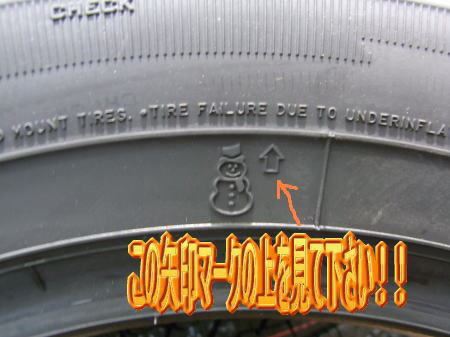 CHECK
MOUNT TIRES. •TIRE FAILURE DUE TO UNDERINFLA
この矢印マークの上を見て下さい！！